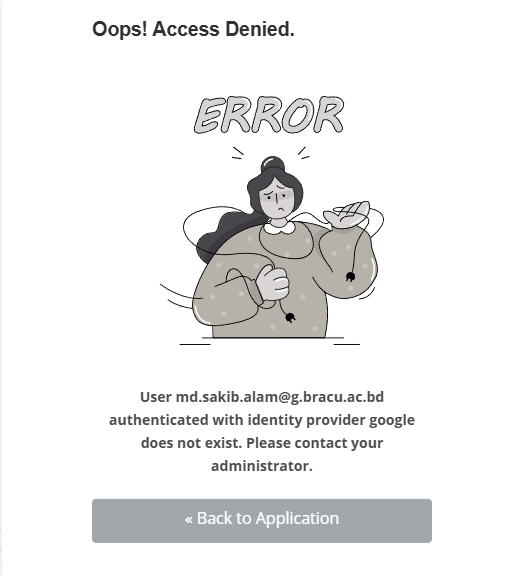 Oops! Access Denied.
ERROR
User md.sakib.alam@g.bracu.ac.bd
authenticated with identity provider google
does not exist. Please contact your
administrator.
« Back to Application